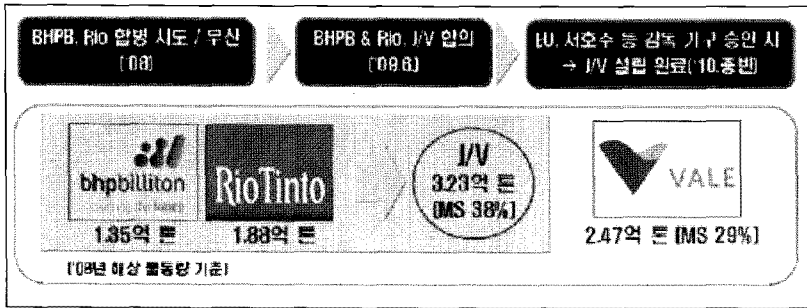 BHPB, Rio 합병 시도 / 무산
('08)
BHPB & Rio, J/V 합의
('09.6)
EU, 서호수 등 감독 기구 승인 시
→ J/V 설립 완료('10.중반)
bhpbilliton
RioTinto
1.35억 톤
1.88억 톤
J/V
3.23억 톤
(MS 38%)
VALE
2.47억 톤 (MS 29%)
('08년 해상 물동량 기준)